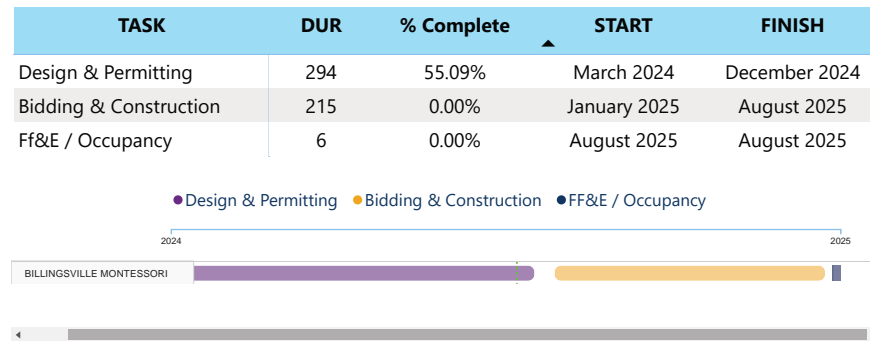 TASK DUR % Complete START FINISH
Design & Permitting 294 55.09% March 2024 December 2024
Bidding & Construction 215 0.00% January 2025 August 2025
Ff&E / Occupancy 6 0.00% August 2025 August 2025
Design & Permitting Bidding & Construction FF&E / Occupancy
2024 2025
BILLINGSVILLE MONTESSORI